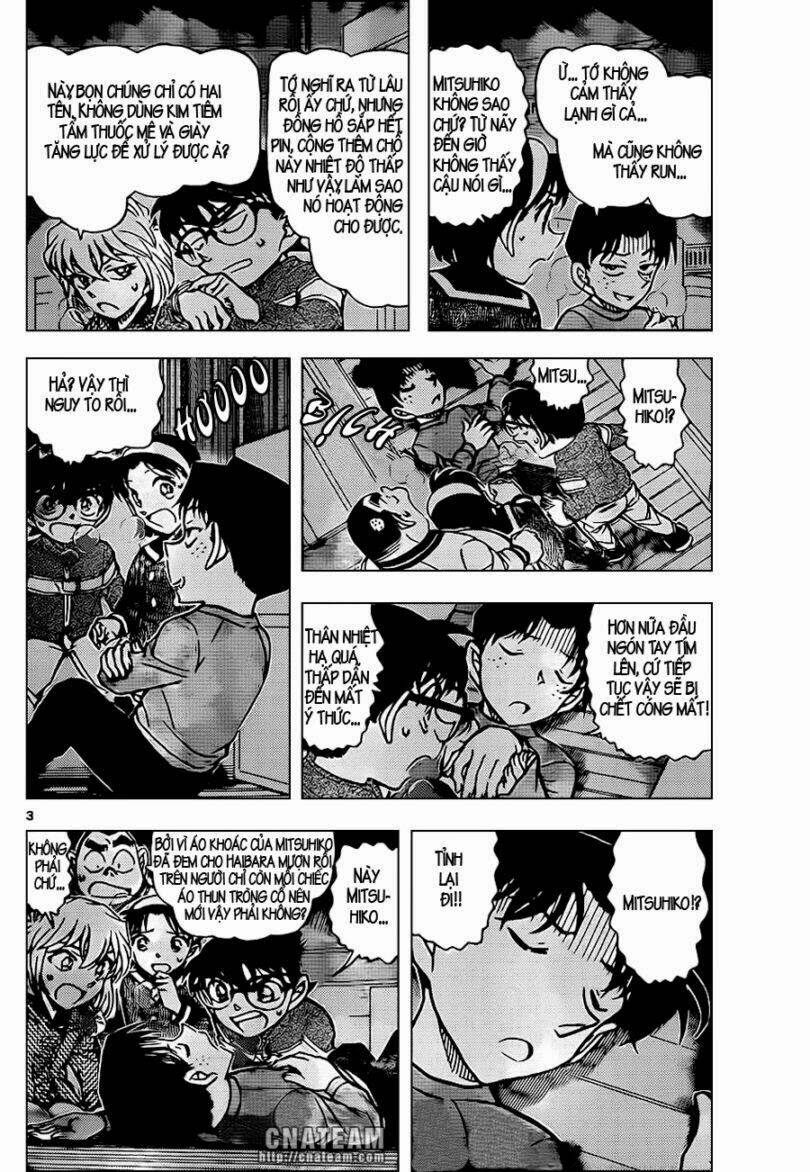 NÀY BỌN CHÚNG CHỈ CÓ HAI
TÊN, KHÔNG DÙNG KIM TIÊM
TẨM THUỐC MÊ VÀ GIÀY
TĂNG LỰC ĐỂ XỬ LÝ ĐƯỢC À?
TỚ NGHĨ RA TỪ LÂU
RỒI ẤY CHỨ, NHƯNG
ĐỒNG HỒ SẮP HẾT
PIN, CỘNG THÊM CHỖ
NÀY NHIỆT ĐỘ THẤP
NHƯ VẬY LÀM SAO
NÓ HOẠT ĐỘNG
CHO ĐƯỢC.
MITSUHIKO
KHÔNG SAO
CHỨ? TỪ NÃY
ĐẾN GIỜ
KHÔNG THẤY
CẬU NÓI GÌ...
Ừ... TỚ KHÔNG
CẢM THẤY
LẠNH GÌ CẢ...
MÀ CŨNG KHÔNG
THẤY RUN...
HẢ? VẬY THÌ
NGUY TO RỒI...
HƯOOO
BỊCH
MITSU...
MITSU-
HIKO!?
THÂN NHIỆT
HẠ QUÁ
THẤP DẪN
ĐẾN MẤT
Ý THỨC...
HƠN NỮA ĐẦU
NGÓN TAY TÍM
LÊN, CỨ TIẾP
TỤC VẬY SẼ BỊ
CHẾT CÓNG MẤT!
3
KHÔNG
PHẢI
CHỨ...
BỞI VÌ ÁO KHOÁC CỦA MITSUHIKO
ĐÃ ĐEM CHO HAIBARA MƯỢN RỒI
TRÊN NGƯỜI CHỈ CÒN MỖI CHIẾC
ÁO THUN TRÒNG CỔ NÊN
MỚI VẬY PHẢI KHÔNG?
NÀY
MITSU-
HIKO...
TỈNH
LẠI
ĐI!!
MITSUHIKO!?
CNATEAM
http://cnateam.com